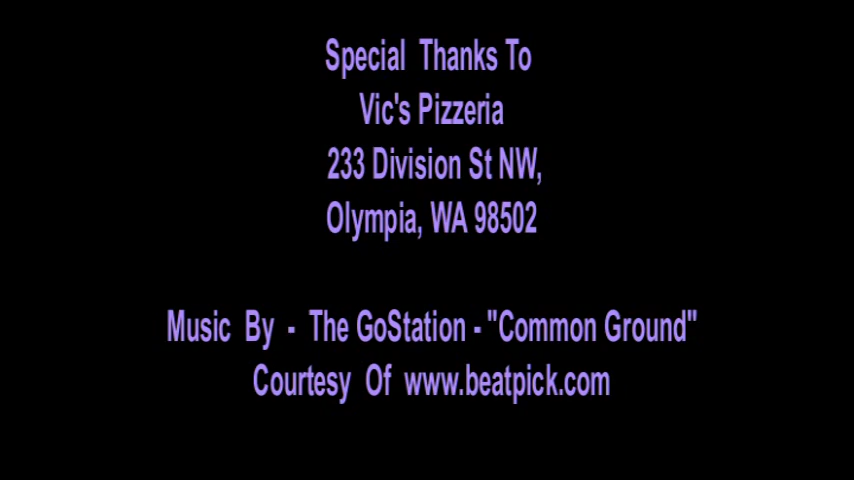 Special Thanks To
Vic's Pizzeria
233 Division St NW,
Olympia, WA 98502
Music By - The GoStation - "Common Ground"
Courtesy Of www.beatpick.com